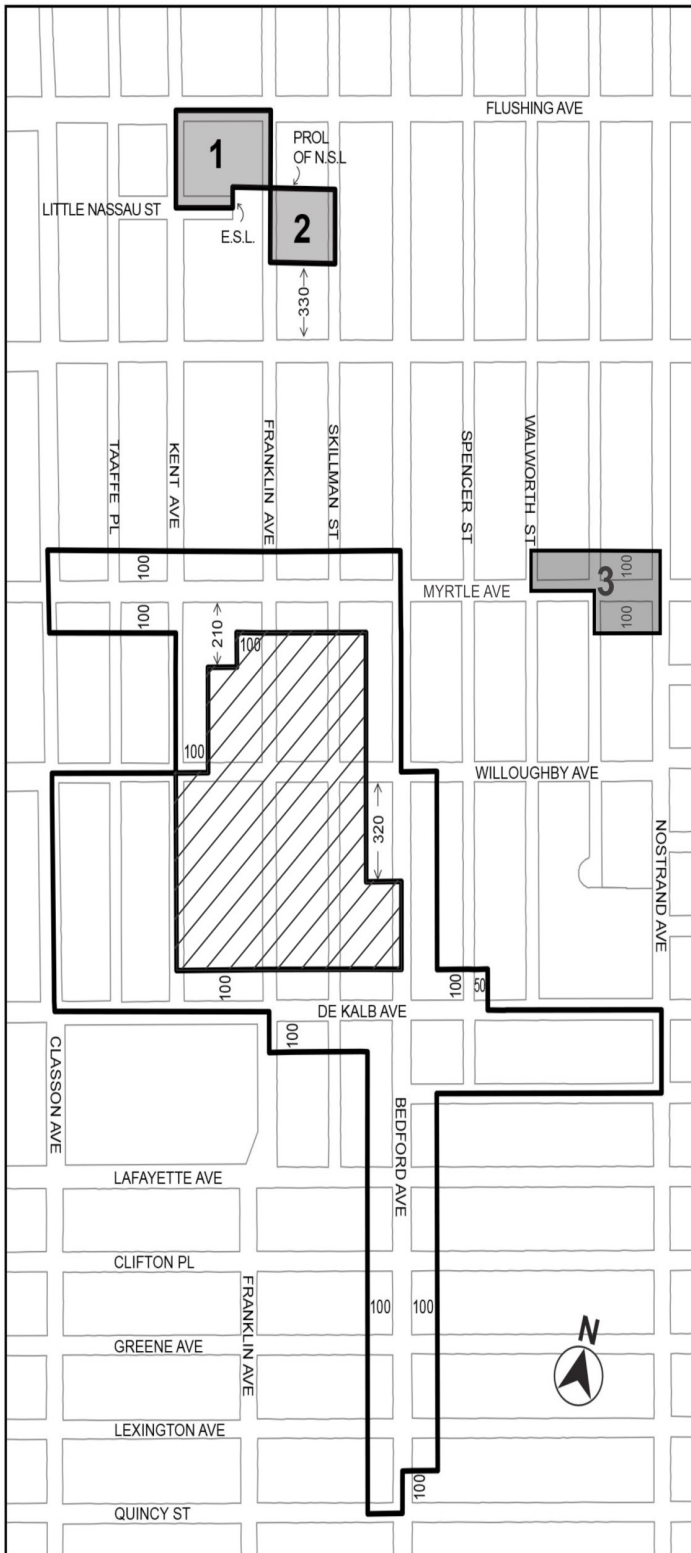 FLUSHING AVE
1
PROL
OF N.S.L
LITTLE NASSAU ST
E.S.L.
2
330
TAAFFE PL
KENT AVE
FRANKLIN AVE
SKILLMAN ST
SPENCER ST
WALWORTH ST
100
100
3
MYRTLE AVE
100
100
210
100
100
WILLOUGHBY AVE
320
NOSTRAND AVE
100
100
50
DE KALB AVE
100
CLASSON AVE
BEDFORD AVE
LAFAYETTE AVE
CLIFTON PL
FRANKLIN AVE
100
100
N
GREENE AVE
LEXINGTON AVE
100
QUINCY ST